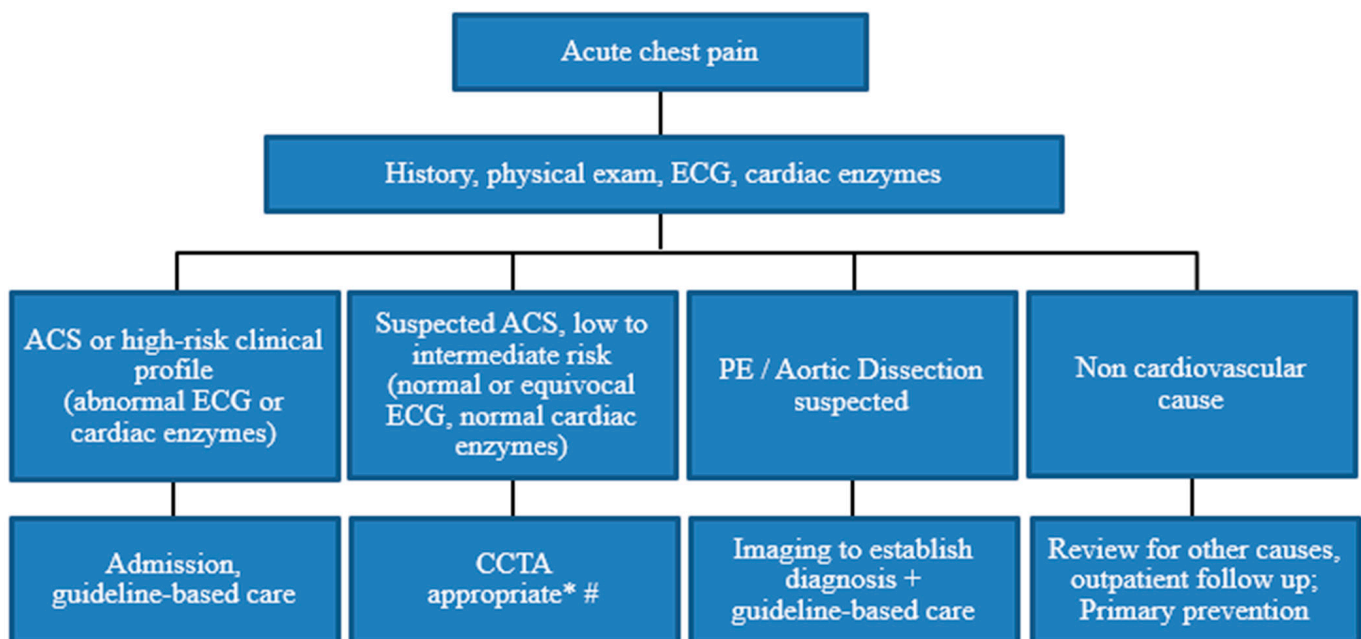 Acute chest pain
History, physical exam, ECG, cardiac enzymes
ACS or high-risk clinical
profile
(abnormal ECG or
cardiac enzymes)
Suspected ACS, low to
intermediate risk
(normal or equivocal
ECG, normal cardiac
enzymes)
PE / Aortic Dissection
suspected
Non cardiovascular
cause
Admission,
guideline-based care
CCTA
appropriate* #
Imaging to establish
diagnosis +
guideline-based care
Review for other causes,
outpatient follow up;
Primary prevention